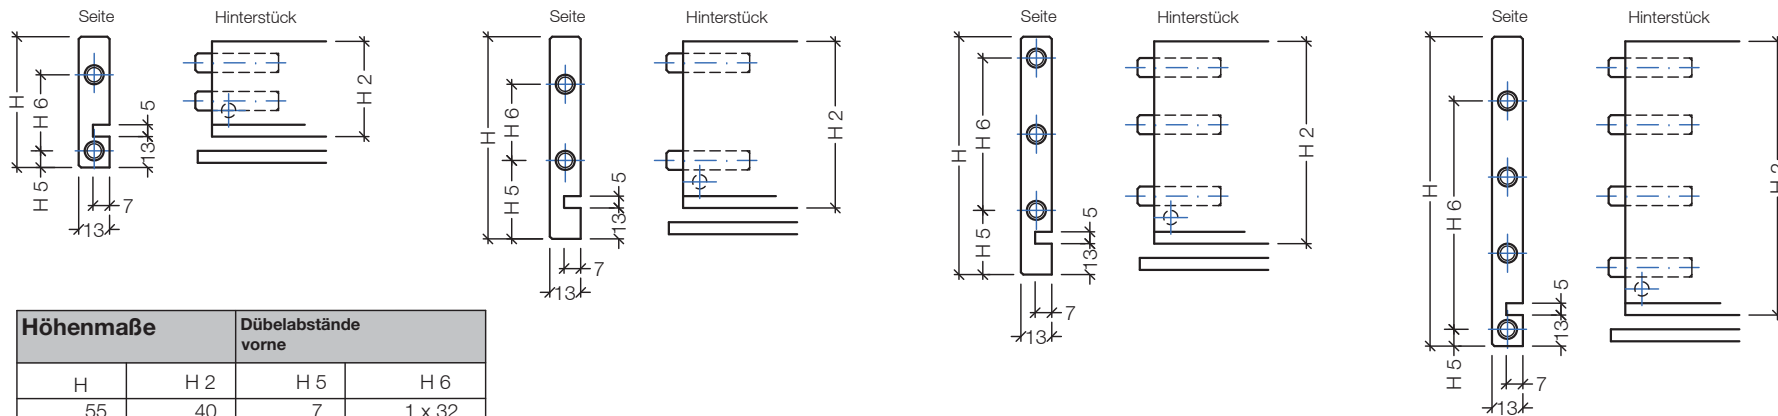 Seite Hinterstück
H
H 6
H 5
5
13
7
13
H 2
Seite Hinterstück
H
H 6
H 5
5
13
7
13
H 2
Seite Hinterstück
H
H 6
H 5
5
13
7
13
H 2
Seite Hinterstück
H
H 6
H 5
5
13
7
13
H 2
Höhenmaße Dübelabstände
vorne
H H 2 H 5 H 6
55 40 7 1 x 32